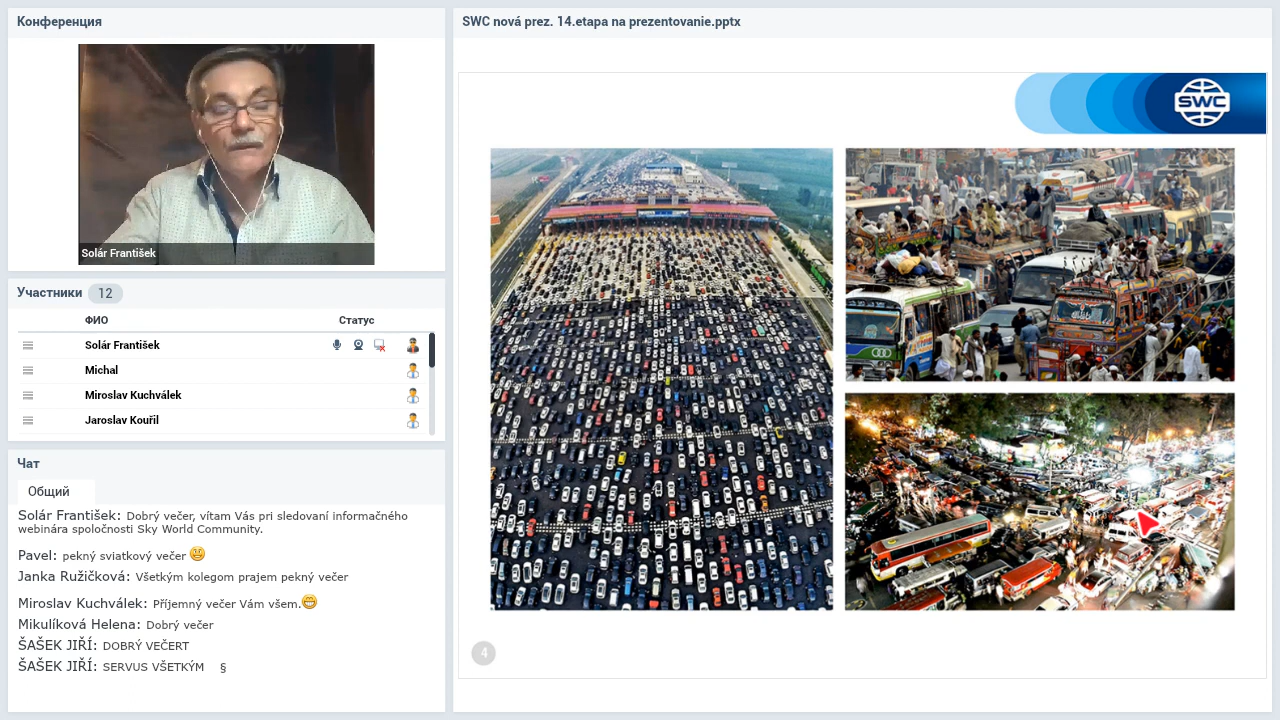 Конференция
Solár František
Участники 12
ФИО Статус
Solár František
Michal
Miroslav Kuchválek
Jaroslav Kouřil
Чат
Общий
Solár František: Dobrý večer, vítam Vás pri sledovaní informačného
webinára spoločnosti Sky World Community.
Pavel: pekný sviatkový večer
Janka Ružičková: Všetkým kolegom prajem pekný večer
Miroslav Kuchválek: Příjemný večer Vám všem.
Mikulíková Helena: Dobrý večer
ŠAŠEK JIŘÍ: DOBRÝ VEČERT
ŠAŠEK JIŘÍ: SERVUS VŠETKÝM §
SWC nová prez. 14.etapa na prezentovanie.pptx
SWC
4